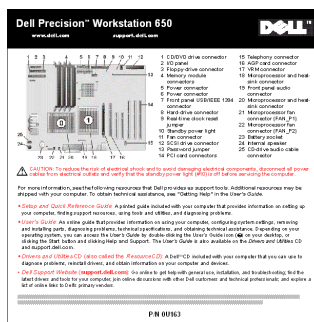 Dell Precision™ Workstation 650
www.dell.com support.dell.com
DELL™
1 CD/DVD drive connector
2 I/O panel
3 Floppy-drive connector
4 Memory module connectors
5 Power connector
6 Power connector
7 Front panel USB/IEEE 1394 connector
8 Hard-drive connector
9 Real-time clock reset jumper
10 Standby power light
11 Fan connector
12 SCSI drive connector
13 Password jumper
14 PCI card connectors
15 Telephony connector
16 AGP card connector
17 VRM connector
18 Microprocessor and heat-sink connector
19 Front panel audio connector
20 Microprocessor and heat-sink connector
21 Microprocessor fan connector (FAN_P1)
22 Microprocessor fan connector (FAN_P2)
23 Battery socket
24 Internal speaker
25 CD-drive audio cable connector
CAUTION: To reduce the risk of electrical shock and to avoid damaging electronic components, disconnect all power
cables from electrical outlets and verify that the standby power light is off before servicing the computer.
For more information, see the following resources that Dell provides as support tools. Additional resources may be
shipped with your computer. To obtain technical assistance, see "Getting Help" in the User's Guide.
• Setup and Quick Reference Guide A printed guide included with your computer that provides information on setting up
your computer, finding support resources, using tools and utilities, and diagnosing problems.
• User's Guide An online guide that provides information on using your computer, configuring system settings, removing
and installing parts, diagnosing problems, technical specifications, and obtaining technical assistance. Depending on your
operating system, you can access the User's Guide by double-clicking the User's Guide icon on your desktop, or
clicking the Start button and clicking Help and Support. The User's Guide is also available on the Drivers and Utilities CD
and support.dell.com.
• Drivers and Utilities CD (also called the ResourceCD) A Dell™ CD included with your computer that you can use to
diagnose problems, reinstall drivers, and obtain information on your computer and devices.
• Dell Support Website (support.dell.com) Go online to get help with general use, installation, and troubleshooting; find the
latest drivers and tools for your computer; join online discussions with other Dell customers and technical professionals; and explore a
list of online links to Dell's primary vendors.
P/N 0U163